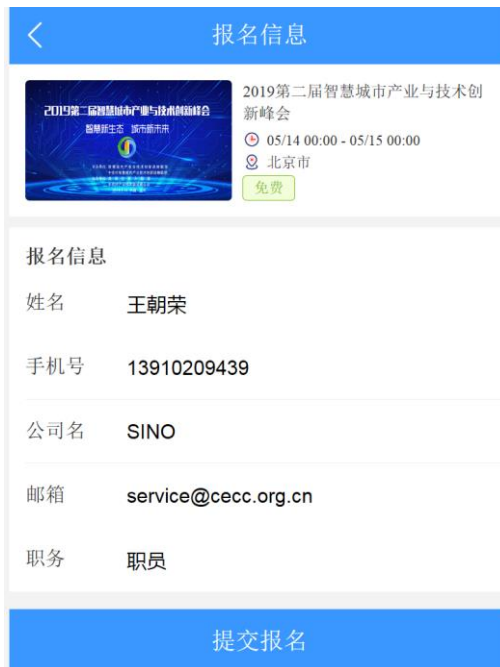 报名信息
2019第二届智慧城市产业与技术创新峰会
智慧新生态 城市新未来
2019第二届智慧城市产业与技术创
新峰会
05/14 00:00 - 05/15 00:00
北京市
免费
报名信息
姓名 王朝荣
手机号 13910209439
公司名 SINO
邮箱 service@cecc.org.cn
职务 职员
提交报名